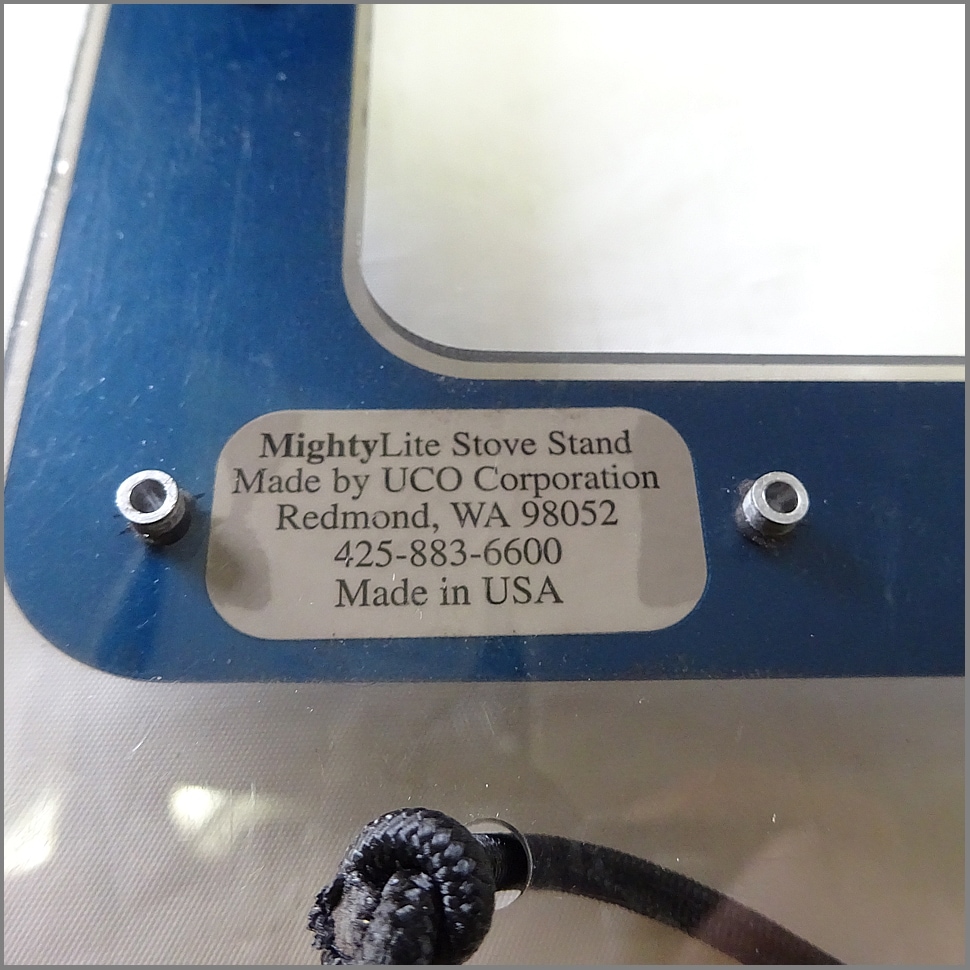 MightyLite Stove Stand
Made by UCO Corporation
Redmond, WA 98052
425-883-6600
Made in USA